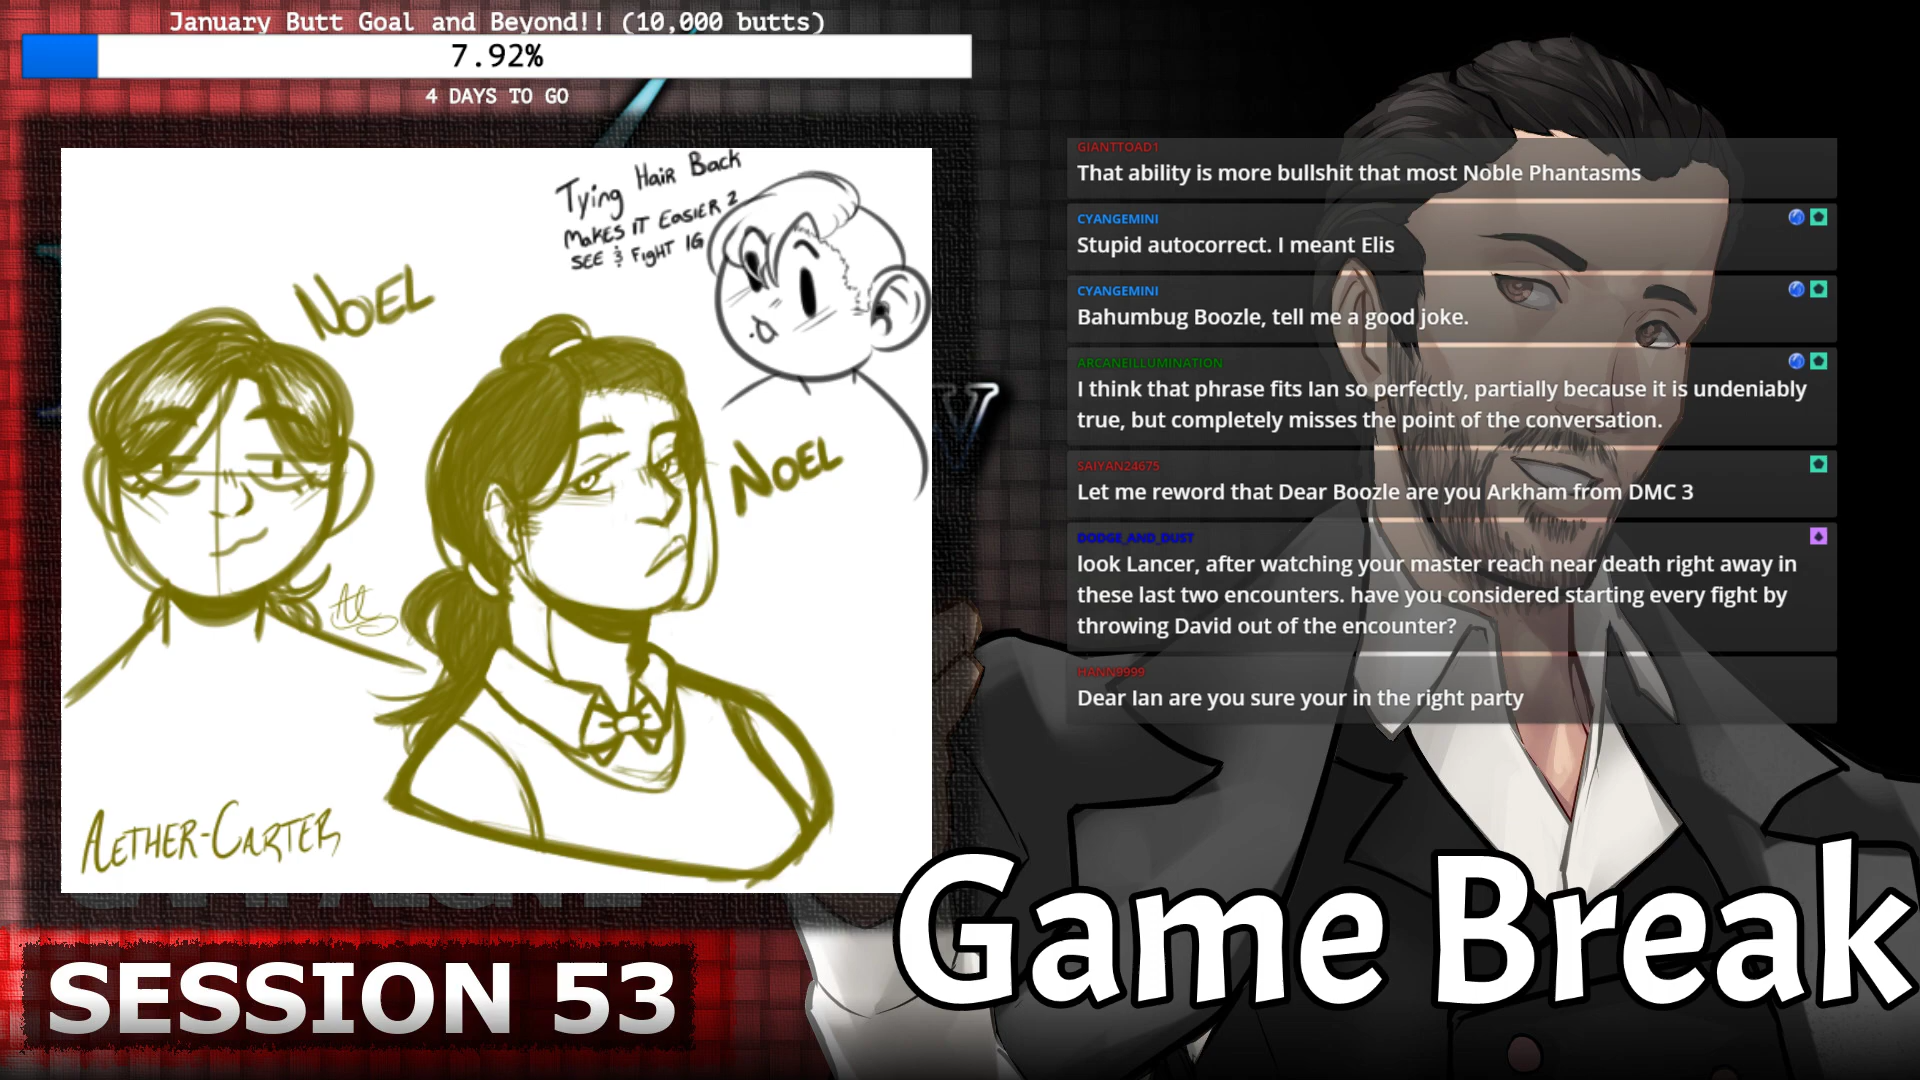 January Butt Goal and Beyond!! (10,000 butts)
7.92%
4 DAYS TO GO
Tying Hair Back
MAKES IT EASIER 2
SEE & FIGHT IG
NOEL
NOEL
AETHER-CARTER
GIANTTOAD1
That ability is more bullshit that most Noble Phantasms
CYANGEMINI
Stupid autocorrect. I meant Elis
CYANGEMINI
Bahumbug Boozle, tell me a good joke.
ARCANEILLUMINATION
I think that phrase fits Ian so perfectly, partially because it is undeniably
true, but completely misses the point of the conversation.
SAIYAN24675
Let me reword that Dear Boozle are you Arkham from DMC 3
DODGE_AND_DUST
look Lancer, after watching your master reach near death right away in
these last two encounters. have you considered starting every fight by
throwing David out of the encounter?
HANN9999
Dear Ian are you sure your in the right party
SESSION 53
Game Break